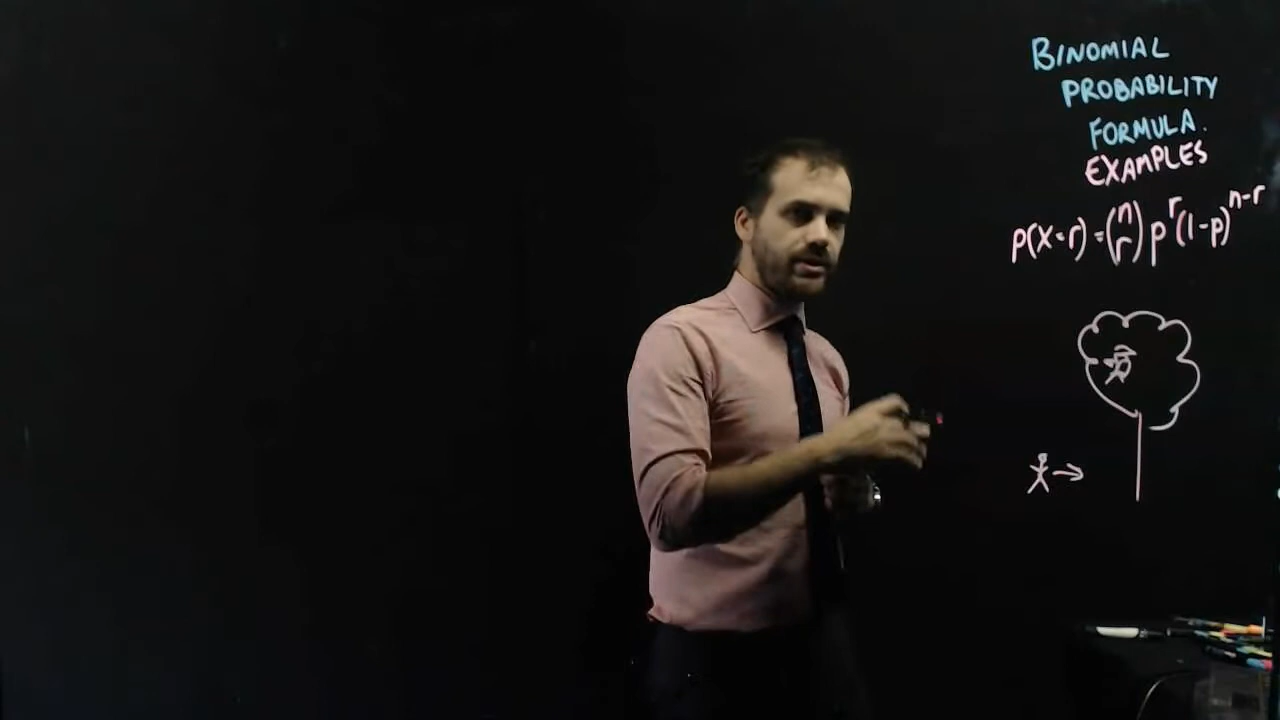 BINOMIAL
PROBABILITY
FORMULA.
EXAMPLES
P(X=r)=(n r) p^r (1-p)^n-r